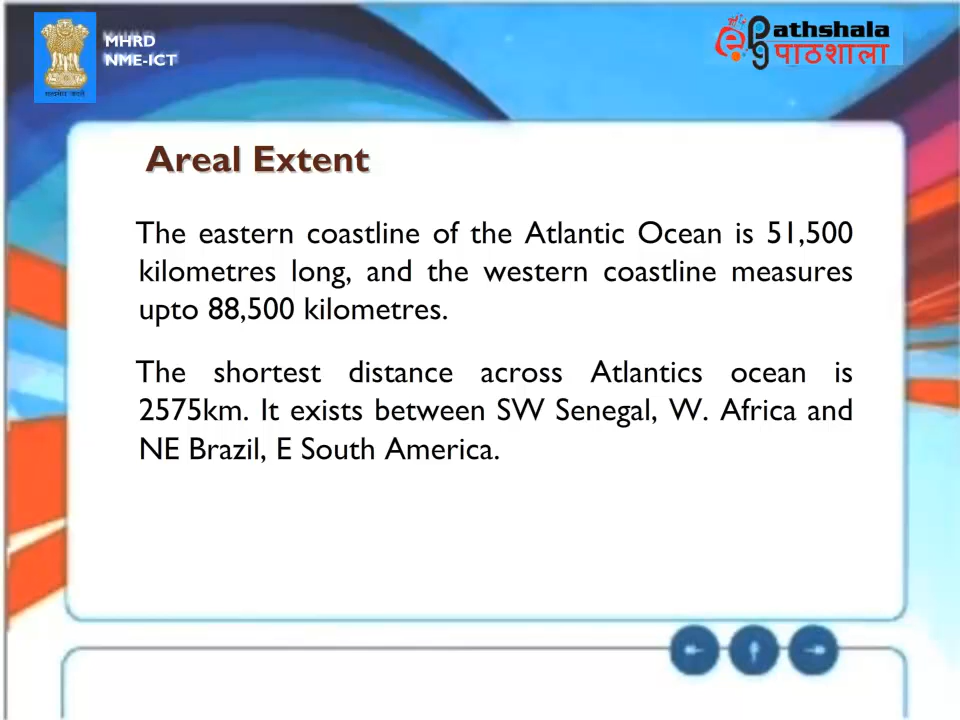 MHRD
NME-ICT
ePathshala
पाठशाला
Areal Extent
The eastern coastline of the Atlantic Ocean is 51,500
kilometres long, and the western coastline measures
upto 88,500 kilometres.
The shortest distance across Atlantics ocean is
2575km. It exists between SW Senegal, W. Africa and
NE Brazil, E South America.